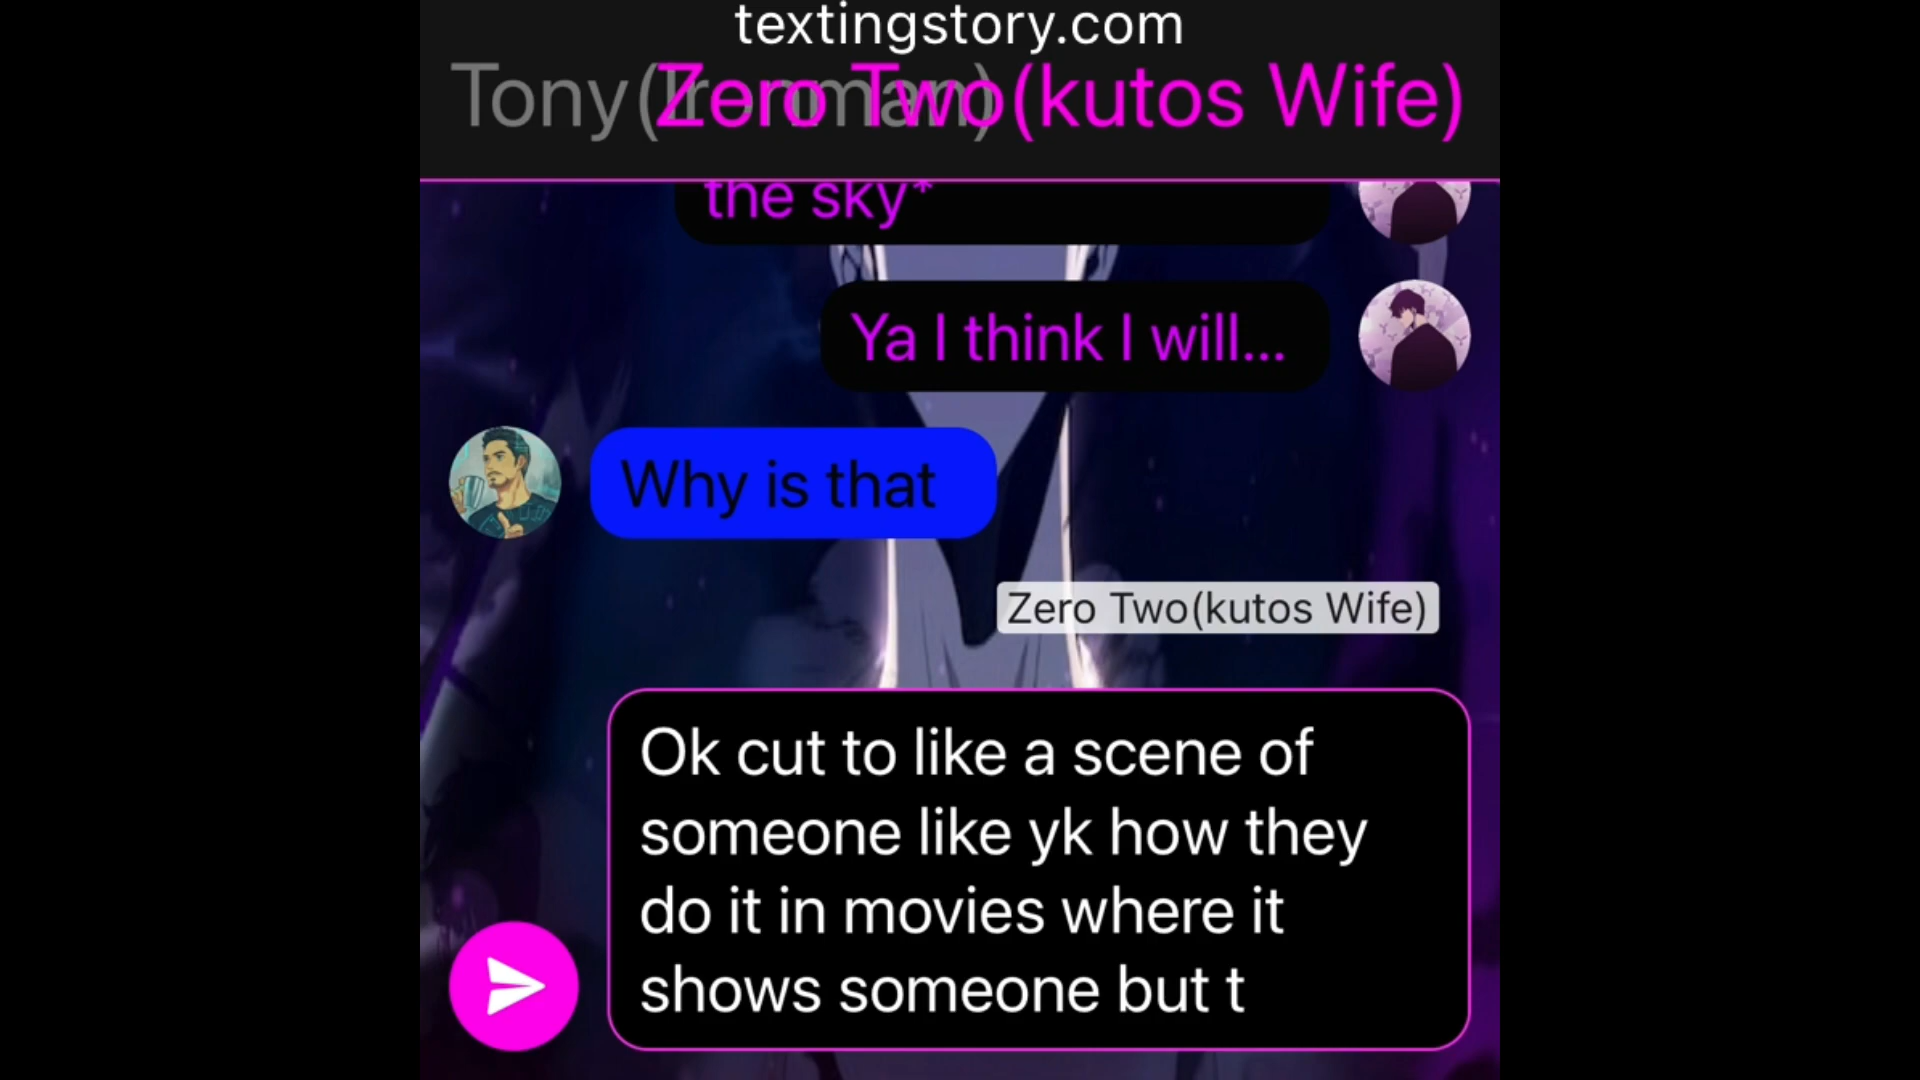 textingstory.com
Tony(Ironman) Zero Two(kutos Wife)
the sky*
Ya I think I will...
Why is that
Zero Two(kutos Wife)
Ok cut to like a scene of
someone like yk how they
do it in movies where it
shows someone but t